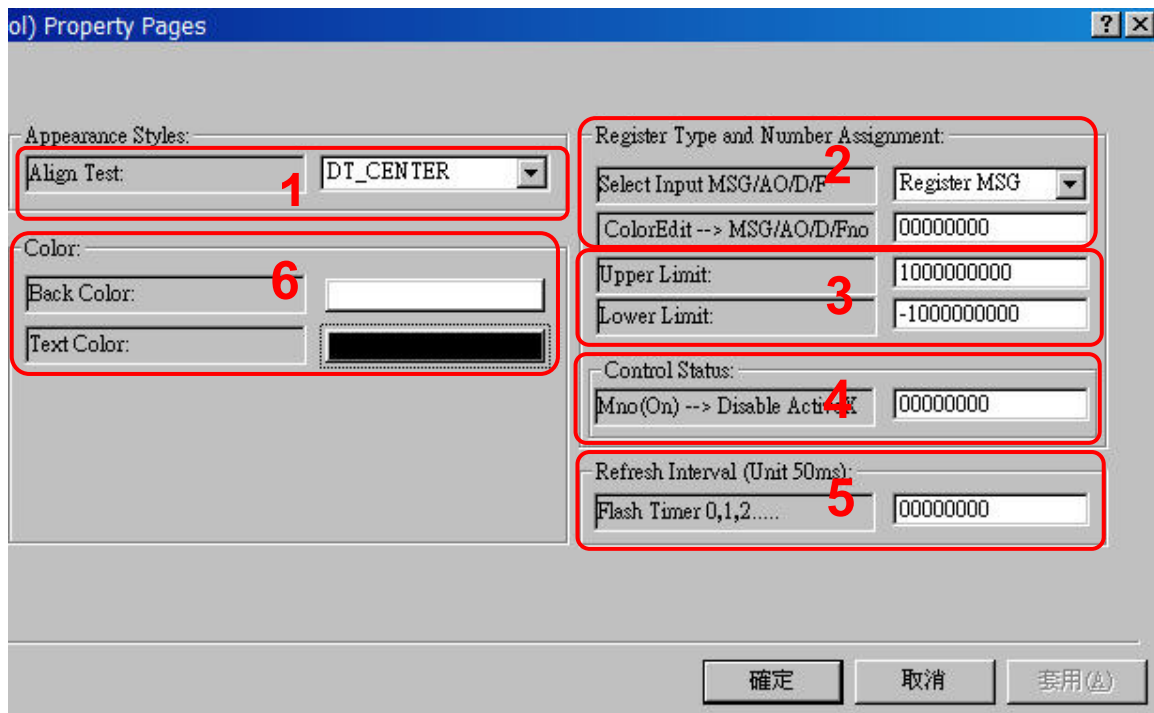 ol) Property Pages
Appearance Styles:
Align Test:
DT_CENTER
1
Color:
6
Back Color:
Text Color:
Register Type and Number Assignment:
2
Select Input MSG/AO/D/F
Register MSG
ColorEdit --> MSG/AO/D/Fno
00000000
Upper Limit:
1000000000
3
Lower Limit:
-1000000000
Control Status:
4
Mno(On) --> Disable ActiveX
00000000
Refresh Interval (Unit 50ms):
5
Flash Timer 0,1,2.....
00000000
確定
取消
套用(A)